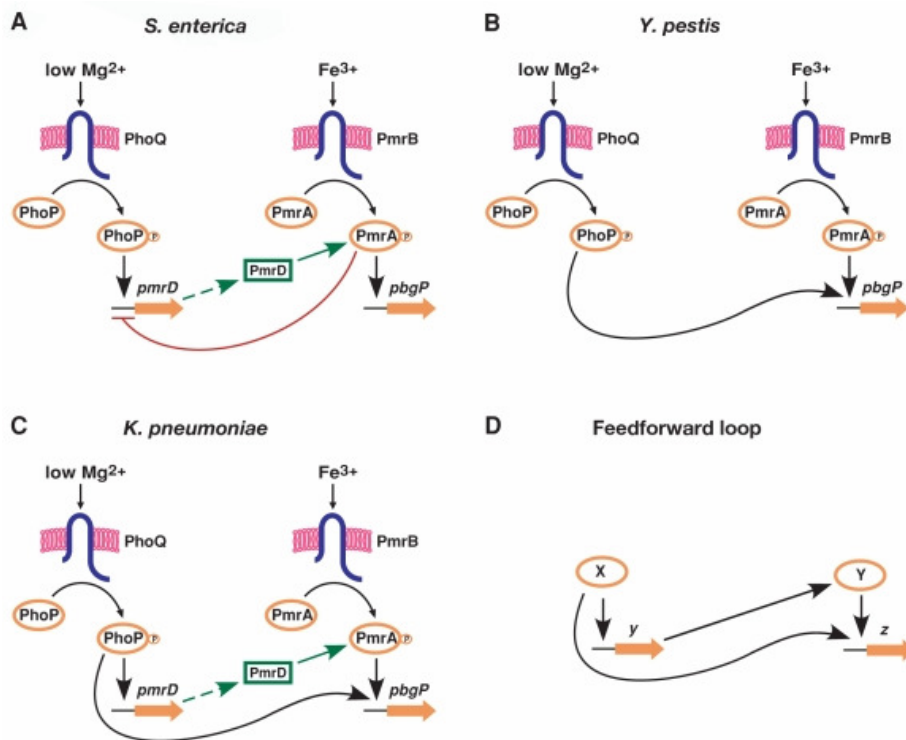 A
S. enterica
low Mg2+
Fe3+
PhoQ
PmrB
PhoP
PmrA
PhoP P
PmrA P
pmrD
PmrD
pbgP
B
Y. pestis
low Mg2+
Fe3+
PhoQ
PmrB
PhoP
PmrA
PhoP P
PmrA P
pbgP
C
K. pneumoniae
low Mg2+
Fe3+
PhoQ
PmrB
PhoP
PmrA
PhoP P
PmrA P
PmrD
pmrD
pbgP
D
Feedforward loop
X
Y
y
z